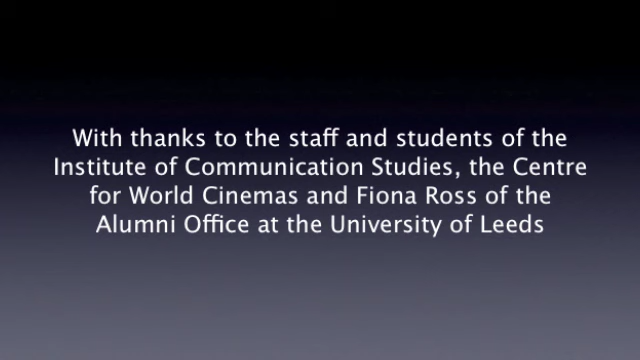 With thanks to the staff and students of the
Institute of Communication Studies, the Centre
for World Cinemas and Fiona Ross of the
Alumni Office at the University of Leeds